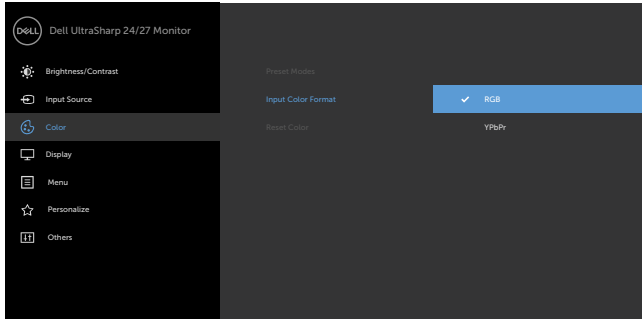 DELL Dell UltraSharp 24/27 Monitor
Brightness/Contrast Preset Modes
Input Source Input Color Format RGB
Color Reset Color YPbPr
Display
Menu
Personalize
Others